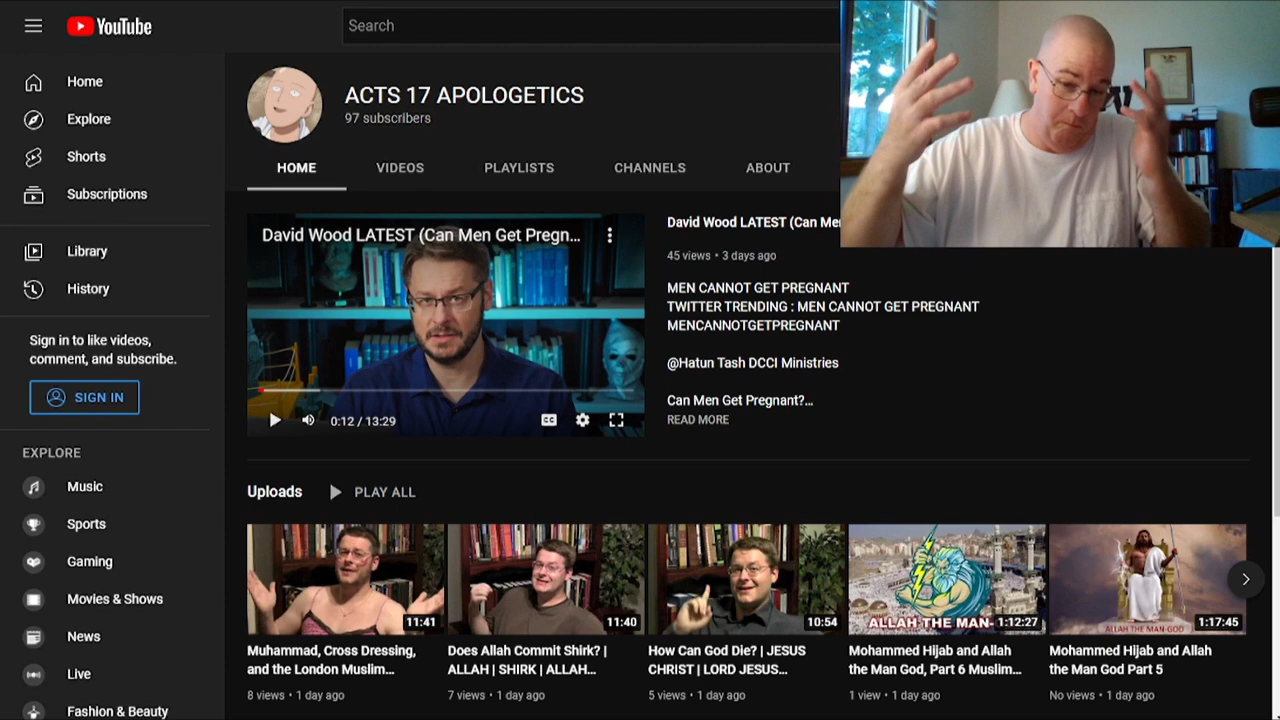 YouTube
Search
Home
Explore
Shorts
Subscriptions
Library
History
Sign in to like videos,
comment, and subscribe.
SIGN IN
EXPLORE
Music
Sports
Gaming
Movies & Shows
News
Live
Fashion & Beauty
ACTS 17 APOLOGETICS
97 subscribers
HOME
VIDEOS
PLAYLISTS
CHANNELS
ABOUT
David Wood LATEST (Can Men Get Pregn...
0:12 / 13:29
CC
David Wood LATEST (Can Me
45 views • 3 days ago
MEN CANNOT GET PREGNANT
TWITTER TRENDING : MEN CANNOT GET PREGNANT
MENCANNOTGETPREGNANT
@Hatun Tash DCCI Ministries
Can Men Get Pregnant?...
READ MORE
Uploads
PLAY ALL
11:41
Muhammad, Cross Dressing,
and the London Muslim...
8 views • 1 day ago
11:40
Does Allah Commit Shirk? |
ALLAH | SHIRK | ALLAH...
7 views • 1 day ago
10:54
How Can God Die? | JESUS
CHRIST | LORD JESUS...
5 views • 1 day ago
ALLAH THE MAN-
1:12:27
Mohammed Hijab and Allah
the Man God, Part 6 Muslim...
1 view • 1 day ago
ALLAH THE MAN-GOD
1:17:45
Mohammed Hijab and Allah
the Man God Part 5
No views • 1 day ago